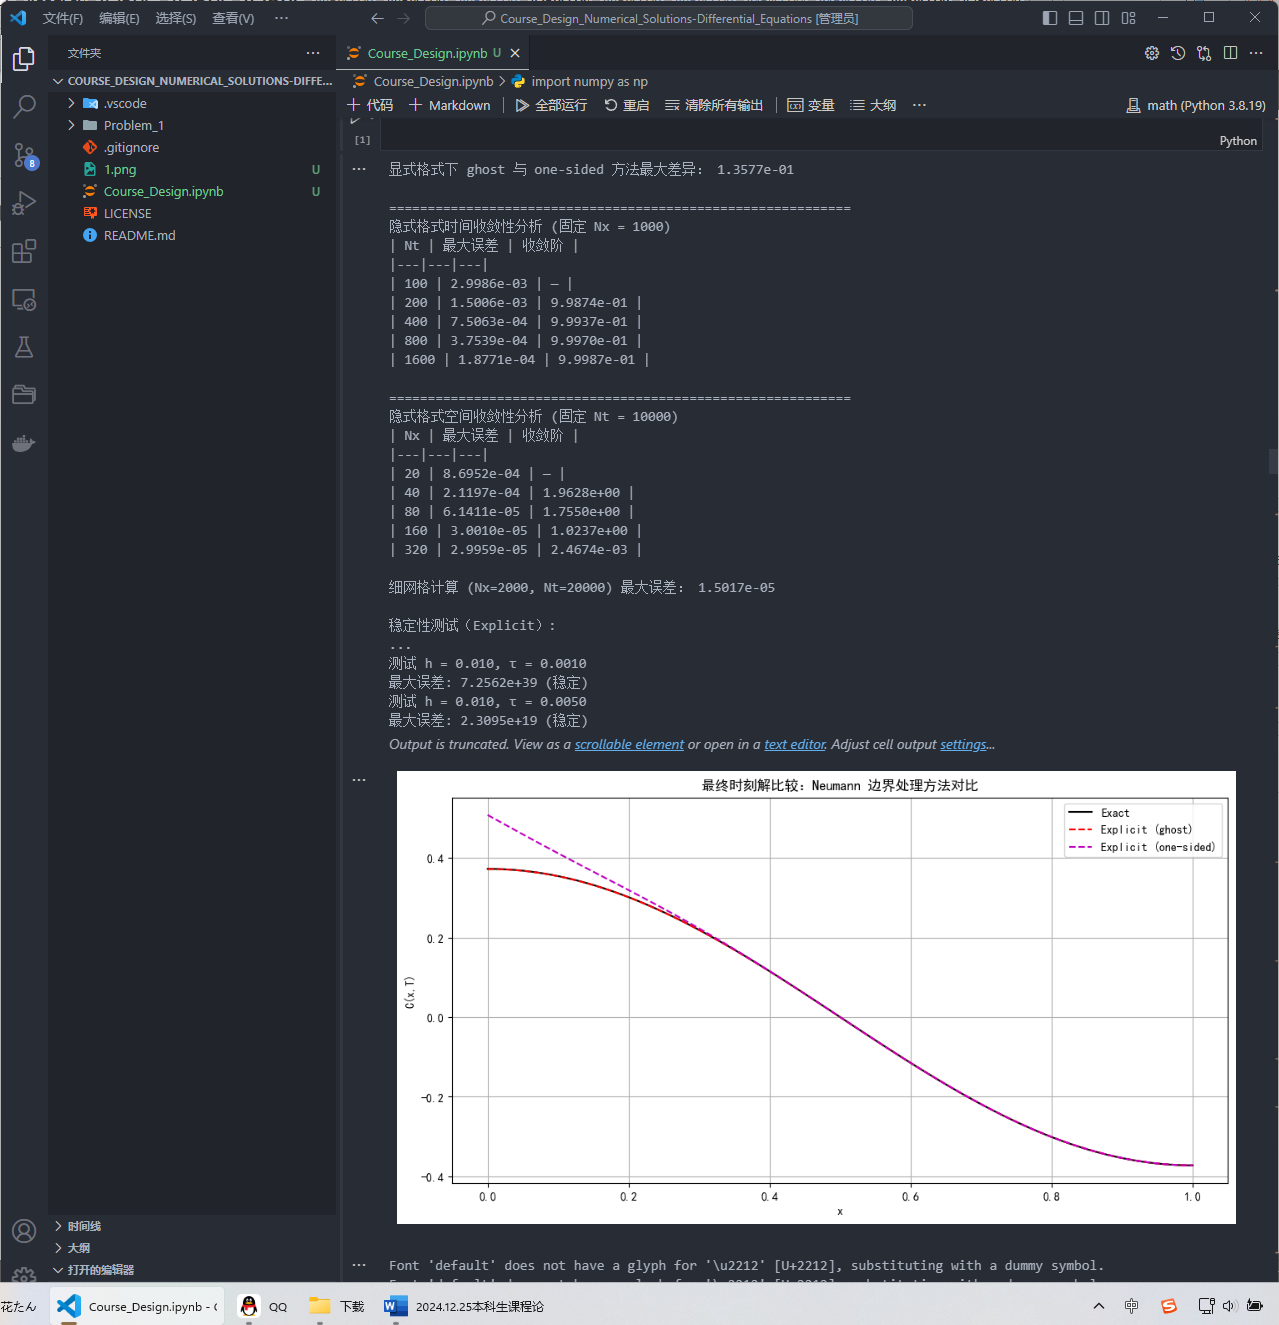 文件(F) 编辑(E) 选择(S) 查看(V) ···
Course_Design_Numerical_Solutions-Differential_Equations [管理员]
文件夹 ···
COURSE_DESIGN_NUMERICAL_SOLUTIONS-DIFFE...
.vscode
Problem_1
.gitignore
1.png U
Course_Design.ipynb U
LICENSE
README.md
8
时间线
大纲
打开的编辑器
Course_Design.ipynb U
Course_Design.ipynb > import numpy as np
代码 Markdown 全部运行 重启 清除所有输出 变量 大纲 ···
math (Python 3.8.19)
[1]
Python
显式格式下 ghost 与 one-sided 方法最大差异: 1.3577e-01
============================================================
隐式格式时间收敛性分析 (固定 Nx = 1000)
| Nt | 最大误差 | 收敛阶 |
|---|---|---|
| 100 | 2.9986e-03 | — |
| 200 | 1.5006e-03 | 9.9874e-01 |
| 400 | 7.5063e-04 | 9.9937e-01 |
| 800 | 3.7539e-04 | 9.9970e-01 |
| 1600 | 1.8771e-04 | 9.9987e-01 |
============================================================
隐式格式空间收敛性分析 (固定 Nt = 10000)
| Nx | 最大误差 | 收敛阶 |
|---|---|---|
| 20 | 8.6952e-04 | — |
| 40 | 2.1197e-04 | 1.9628e+00 |
| 80 | 6.1411e-05 | 1.7550e+00 |
| 160 | 3.0010e-05 | 1.0237e+00 |
| 320 | 2.9959e-05 | 2.4674e-03 |
细网格计算 (Nx=2000, Nt=20000) 最大误差: 1.5017e-05
稳定性测试（Explicit）:
...
测试 h = 0.010, τ = 0.0010
最大误差: 7.2562e+39 (稳定)
测试 h = 0.010, τ = 0.0050
最大误差: 2.3095e+19 (稳定)
Output is truncated. View as a scrollable element or open in a text editor. Adjust cell output settings...
最终时刻解比较: Neumann 边界处理方法对比
Exact
Explicit (ghost)
Explicit (one-sided)
C(x,T)
0.4
0.2
0.0
-0.2
-0.4
0.0 0.2 0.4 0.6 0.8 1.0
x
Font 'default' does not have a glyph for '\u2212' [U+2212], substituting with a dummy symbol.
花たん
Course_Design.ipynb - C
QQ
下载
2024.12.25本科生课程论
中